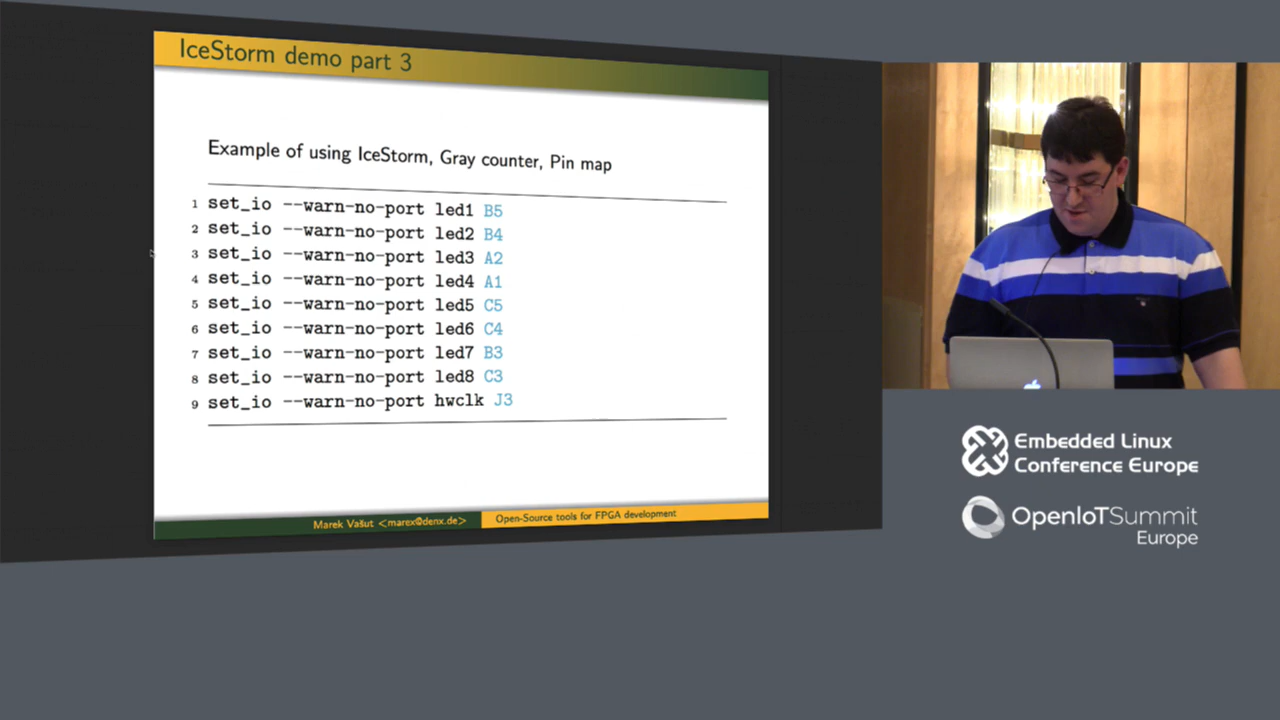 IceStorm demo part 3
Example of using IceStorm, Gray counter, Pin map
1 set_io --warn-no-port led1 B5
2 set_io --warn-no-port led2 B4
3 set_io --warn-no-port led3 A2
4 set_io --warn-no-port led4 A1
5 set_io --warn-no-port led5 C5
6 set_io --warn-no-port led6 C4
7 set_io --warn-no-port led7 B3
8 set_io --warn-no-port led8 C3
9 set_io --warn-no-port hwclk J3
Marek Vašut <marex@denx.de>
Open-Source tools for FPGA development
Embedded Linux
Conference Europe
OpenIoTSummit
Europe